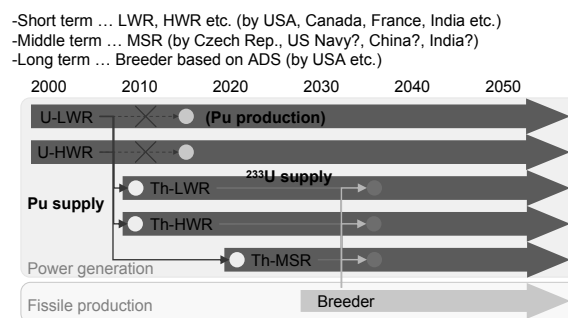 -Short term … LWR, HWR etc. (by USA, Canada, France, India etc.)
-Middle term … MSR (by Czech Rep., US Navy?, China?, India?)
-Long term … Breeder based on ADS (by USA etc.)
2000 2010 2020 2030 2040 2050
U-LWR (Pu production)
U-HWR
²³³U supply
Th-LWR
Pu supply
Th-HWR
Th-MSR
Power generation
Breeder
Fissile production